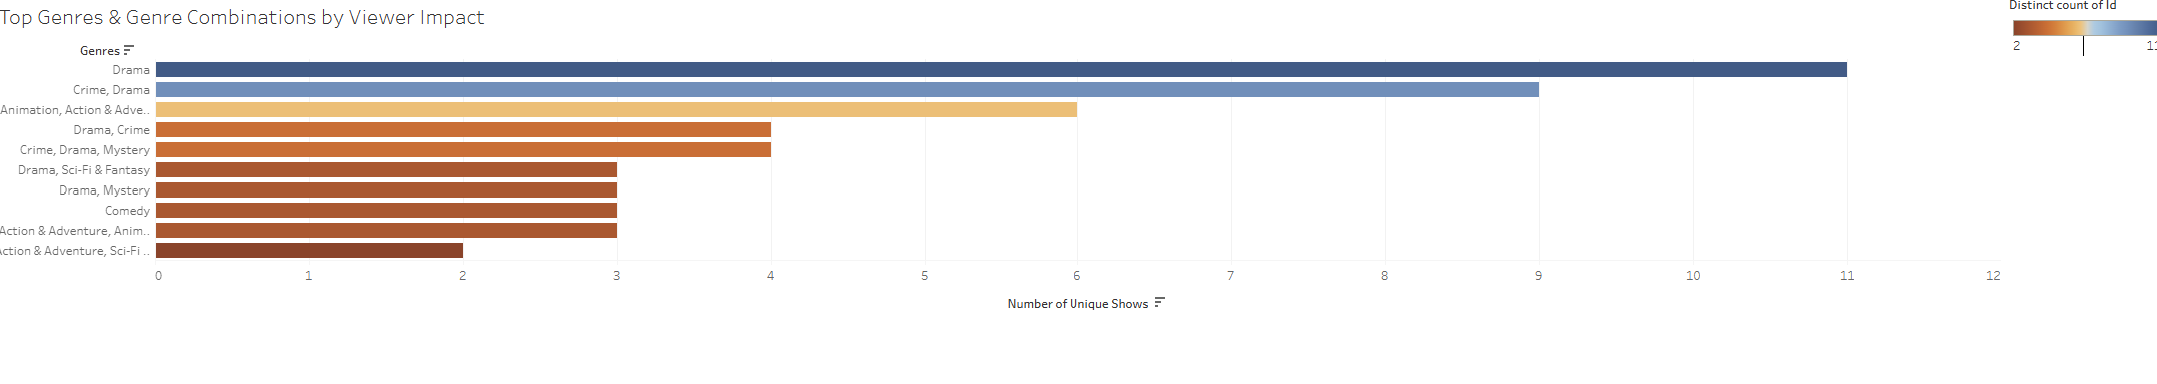 Top Genres & Genre Combinations by Viewer Impact
Distinct count of Id
2
Genres
Drama
Crime, Drama
Animation, Action & Adve..
Drama, Crime
Crime, Drama, Mystery
Drama, Sci-Fi & Fantasy
Drama, Mystery
Comedy
Action & Adventure, Anim..
Action & Adventure, Sci-Fi ..
0 1 2 3 4 5 6 7 8 9 10 11 12
Number of Unique Shows